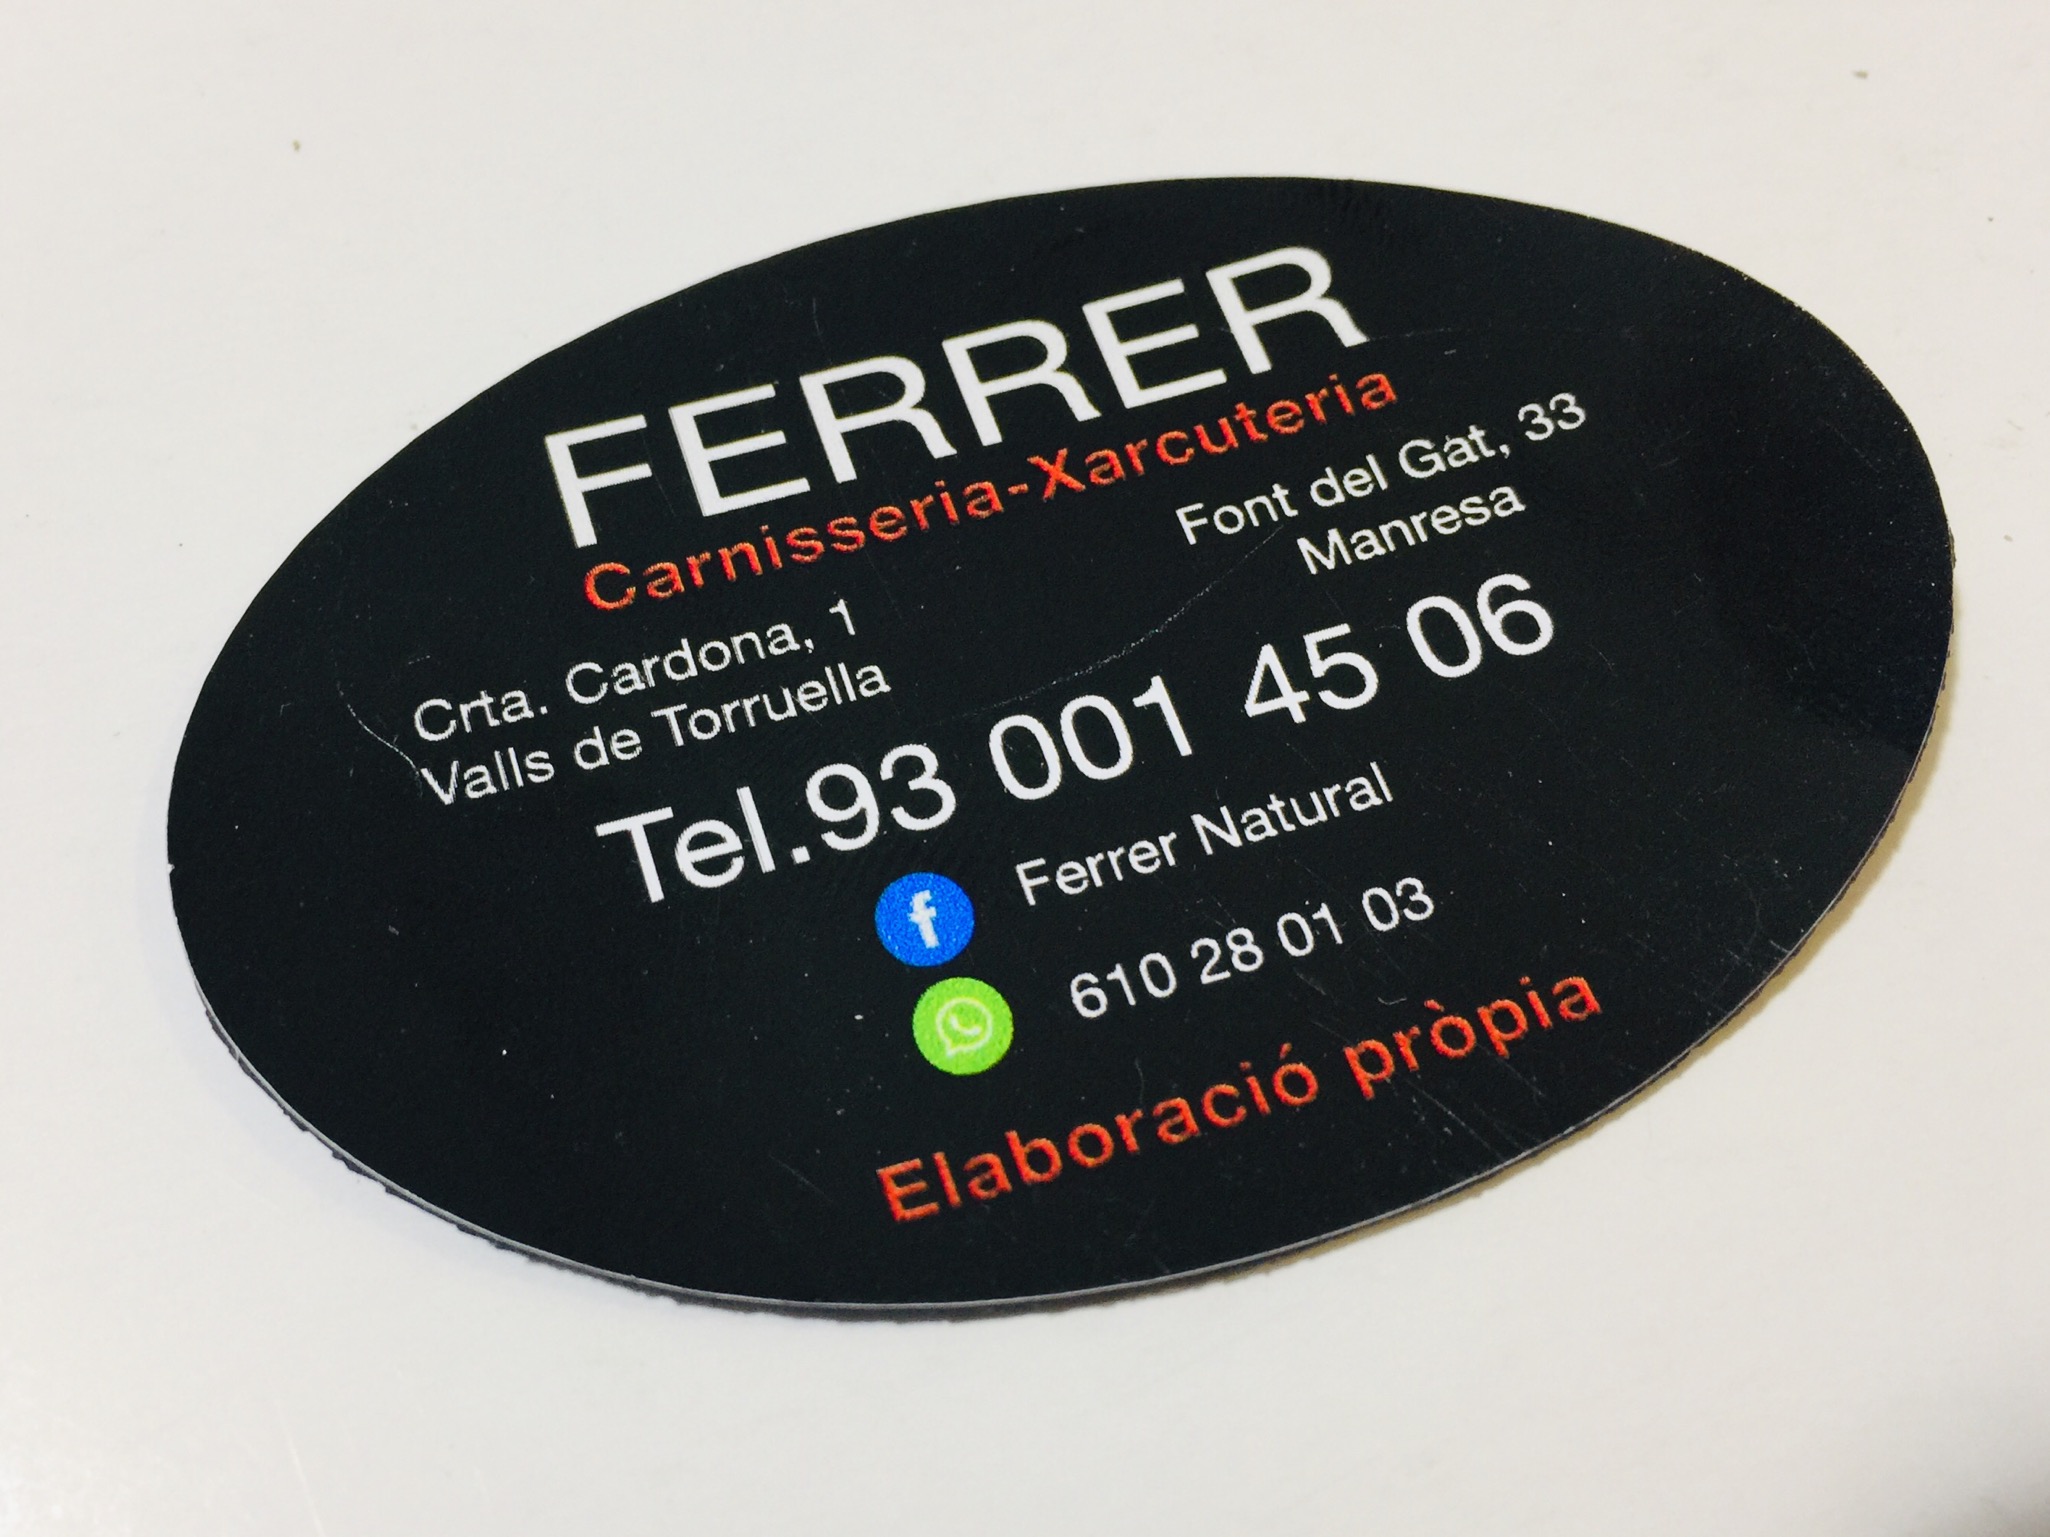 FERRER
Carnisseria-Xarcuteria
Crta. Cardona, 1
Valls de Torruella
Font del Gat, 33
Manresa
Tel.93 001 45 06
Ferrer Natural
610 28 01 03
Elaboració pròpia